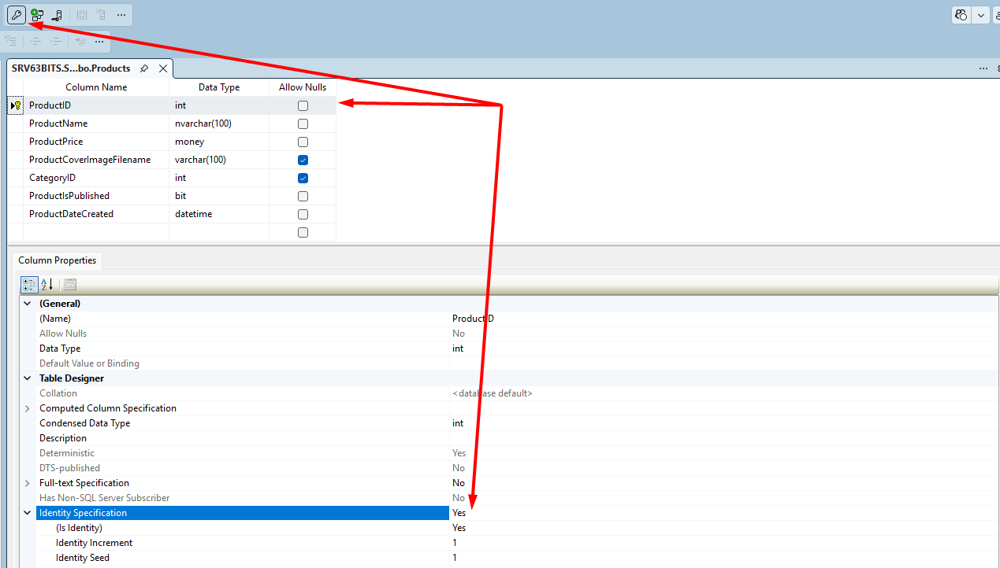 SRV63BITS.S...bo.Products
Column Name Data Type Allow Nulls
ProductID int
ProductName nvarchar(100)
ProductPrice money
ProductCoverImageFilename varchar(100)
CategoryID int
ProductIsPublished bit
ProductDateCreated datetime
Column Properties
(General)
(Name) ProductID
Allow Nulls No
Data Type int
Default Value or Binding
Table Designer
Collation <database default>
Computed Column Specification
Condensed Data Type int
Description
Deterministic Yes
DTS-published No
Full-text Specification No
Has Non-SQL Server Subscriber No
Identity Specification Yes
(Is Identity) Yes
Identity Increment 1
Identity Seed 1